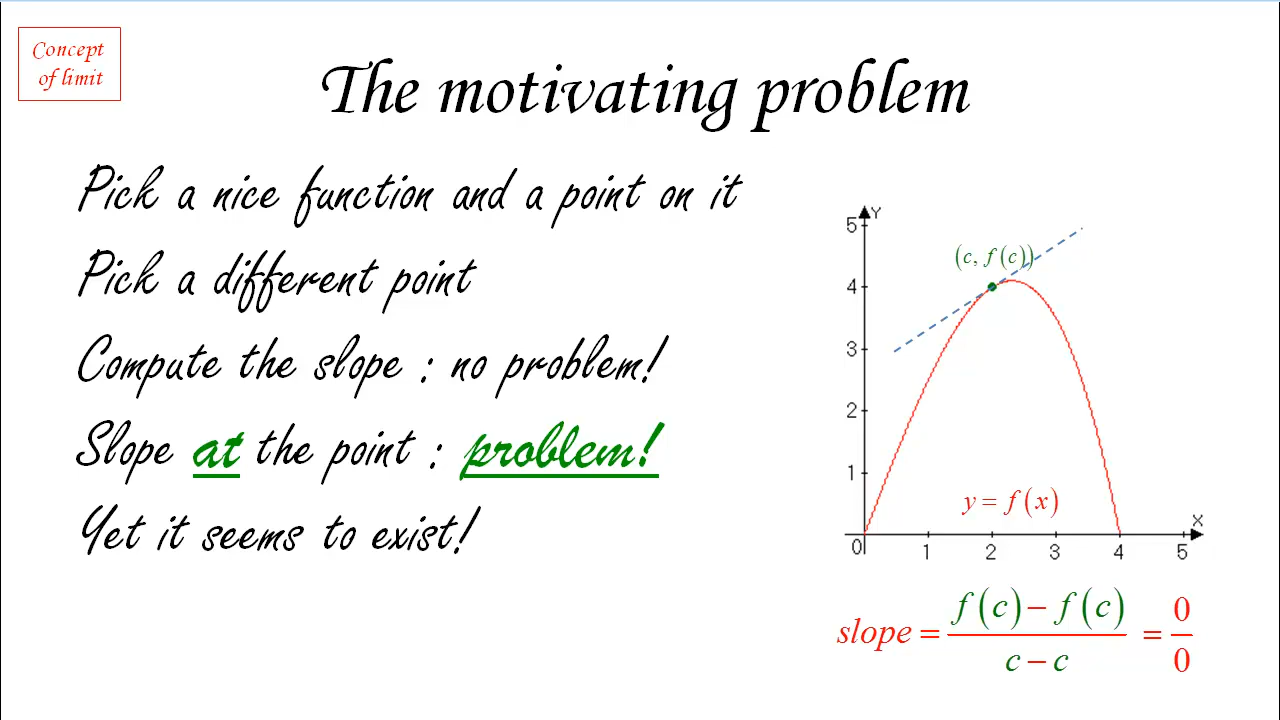 Concept
of limit
The motivating problem
Pick a nice function and a point on it
Pick a different point
Compute the slope : no problem!
Slope at the point : problem!
Yet it seems to exist!
Y
5
(c, f(c))
4
3
2
1
y = f(x)
X
0 1 2 3 4 5
slope = f(c) − f(c) / c − c = 0 / 0